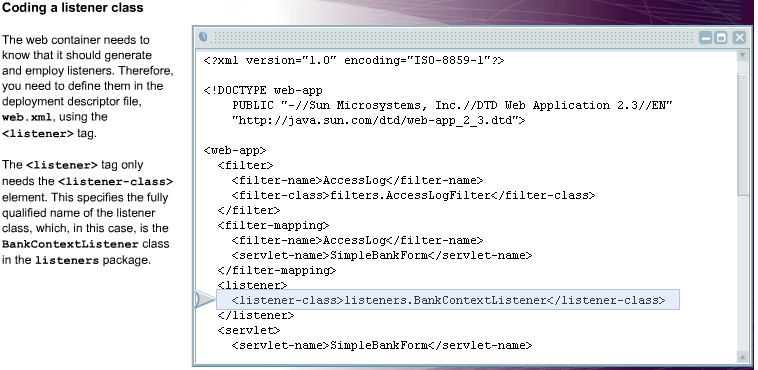 Coding a listener class
The web container needs to
know that it should generate
and employ listeners. Therefore,
you need to define them in the
deployment descriptor file,
web.xml, using the
<listener> tag.
The <listener> tag only
needs the <listener-class>
element. This specifies the fully
qualified name of the listener
class, which, in this case, is the
BankContextListener class
in the listeners package.
<?xml version="1.0" encoding="ISO-8859-1"?>
<!DOCTYPE web-app
PUBLIC "-//Sun Microsystems, Inc.//DTD Web Application 2.3//EN"
"http://java.sun.com/dtd/web-app_2_3.dtd">
<web-app>
<filter>
<filter-name>AccessLog</filter-name>
<filter-class>filters.AccessLogFilter</filter-class>
</filter>
<filter-mapping>
<filter-name>AccessLog</filter-name>
<servlet-name>SimpleBankForm</servlet-name>
</filter-mapping>
<listener>
<listener-class>listeners.BankContextListener</listener-class>
</listener>
<servlet>
<servlet-name>SimpleBankForm</servlet-name>